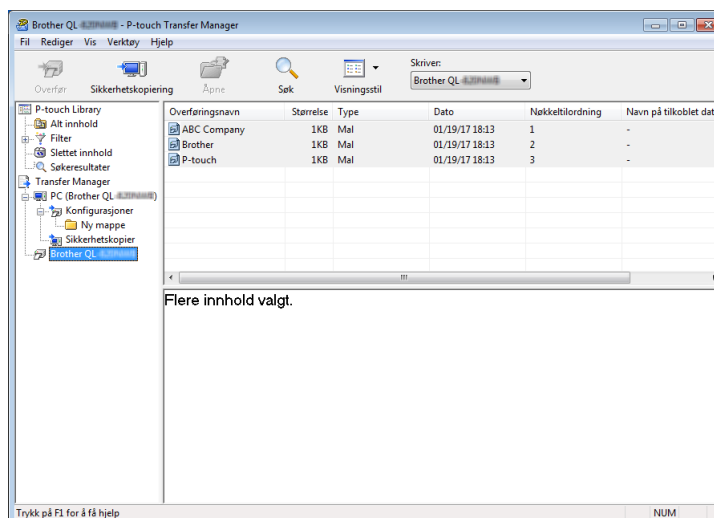 Brother QL - P-touch Transfer Manager
Fil Rediger Vis Verktøy Hjelp
Overfør Sikkerhetskopiering Åpne Søk Visningsstil
Skriver:
Brother QL
P-touch Library
Alt innhold
Filter
Slettet innhold
Søkeresultater
Transfer Manager
PC (Brother QL )
Konfigurasjoner
Ny mappe
Sikkerhetskopier
Brother QL
Overføringsnavn Størrelse Type Dato Nøkkeltilordning Navn på tilkoblet dat
ABC Company 1KB Mal 01/19/17 18:13 1 -
Brother 1KB Mal 01/19/17 18:13 2 -
P-touch 1KB Mal 01/19/17 18:13 3 -
Flere innhold valgt.
Trykk på F1 for å få hjelp NUM